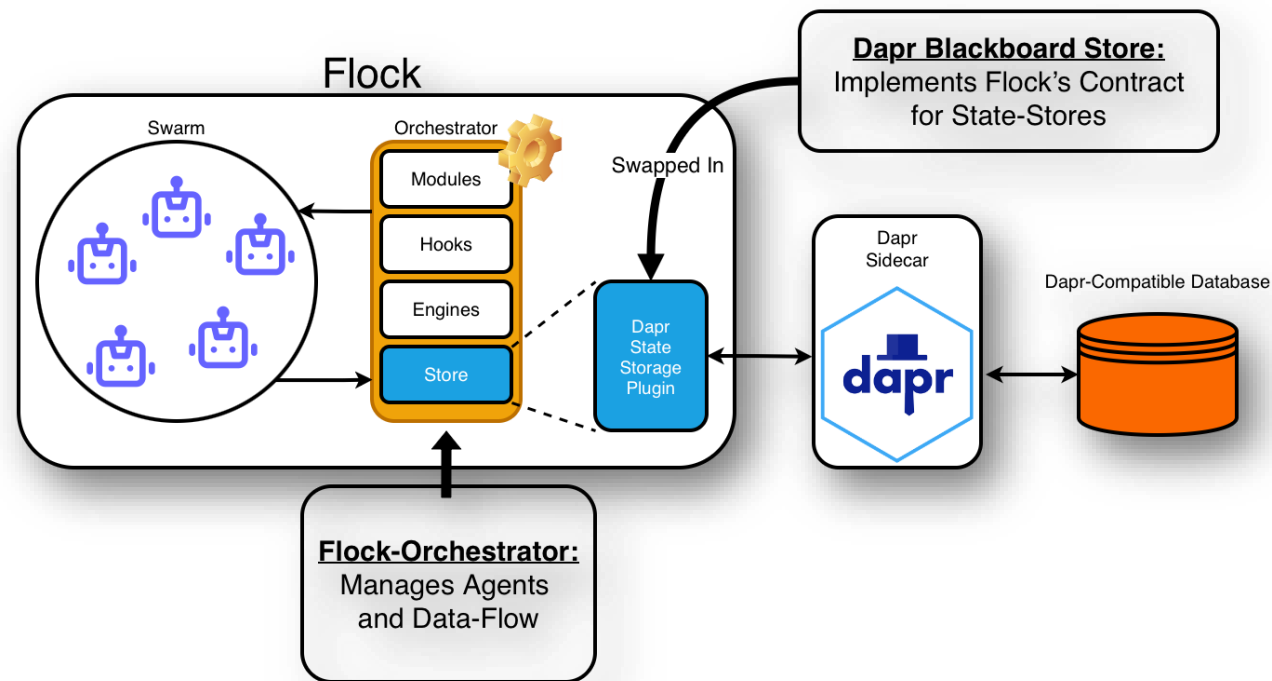 Flock
Swarm
Orchestrator
Modules
Hooks
Engines
Store
Swapped In
Dapr
State
Storage
Plugin
Dapr Blackboard Store:
Implements Flock's Contract
for State-Stores
Dapr
Sidecar
dapr
Dapr-Compatible Database
Flock-Orchestrator:
Manages Agents
and Data-Flow